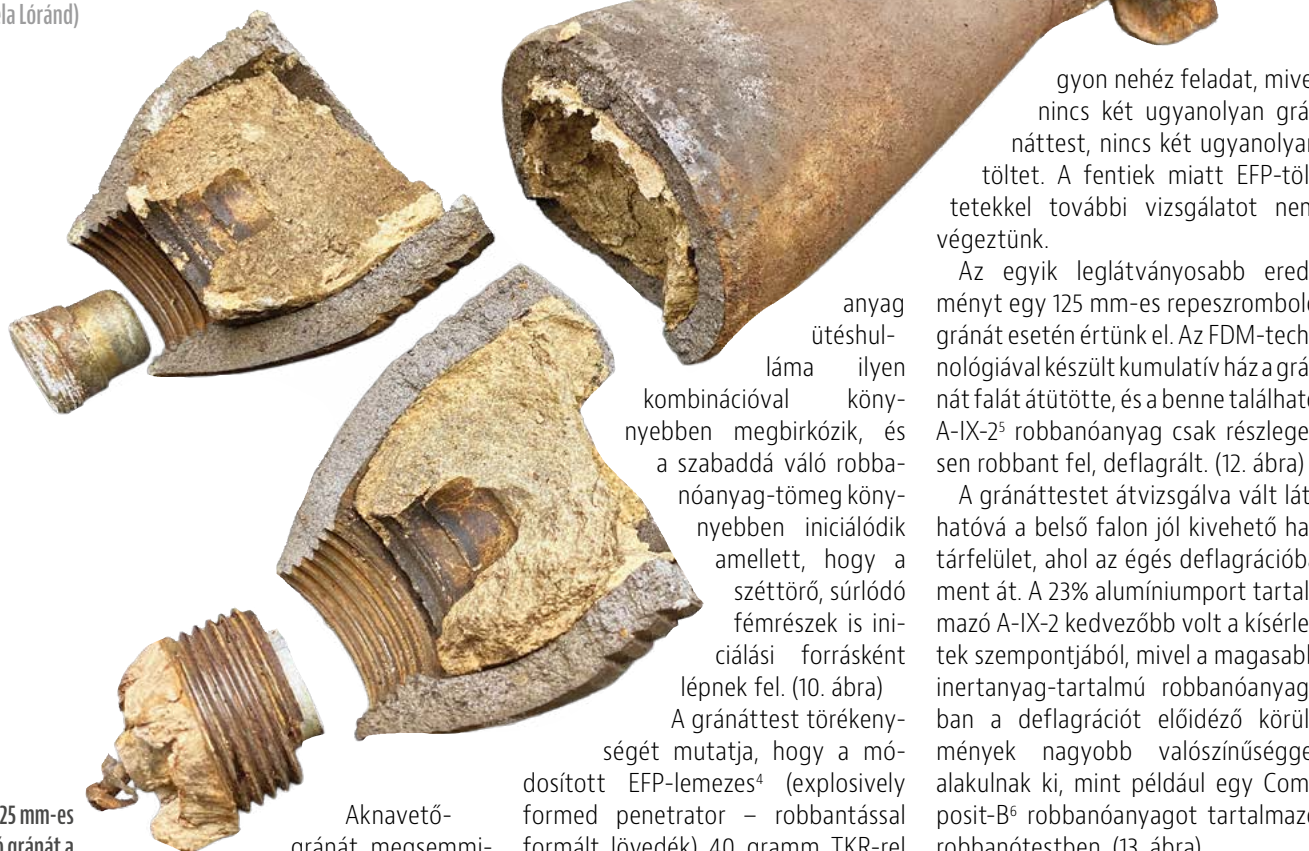 la Lóránd)
25 mm-es
ó gránát a
Aknavető-
gránát megsemmi-
anyag
ütéshul-
láma ilyen
kombinációval köny-
nyebben megbirkózik, és
a szabaddá váló robba-
nóanyag-tömeg köny-
nyebben iniciálódik
amellett, hogy a
széttörő, súrlódó
fémrészek is ini-
ciálási forrásként
lépnek fel. (10. ábra)
A gránáttest törékeny-
ségét mutatja, hogy a mó-
dosított EFP-lemezes⁴ (explosively
formed penetrator – robbantással
formált lövedék) 40 gramm TKR-rel
gyon nehéz feladat, mive
nincs két ugyanolyan grá
náttest, nincs két ugyanolyan
töltet. A fentiek miatt EFP-töl
tetekkel további vizsgálatot nem
végeztünk.
Az egyik leglátványosabb ered
ményt egy 125 mm-es repeszromboló
gránát esetén értünk el. Az FDM-tech
nológiával készült kumulatív ház a grá
nát falát átütötte, és a benne található
A-IX-2⁵ robbanóanyag csak részlege
sen robbant fel, deflagrált. (12. ábra)
A gránáttestet átvizsgálva vált lát
hatóvá a belső falon jól kivehető ha
tárfelület, ahol az égés deflagrációba
ment át. A 23% alumíniumport tartal
mazó A-IX-2 kedvezőbb volt a kísérle
tek szempontjából, mivel a magasabb
inertanyag-tartalmú robbanóanyag
ban a deflagrációt előidéző körül
mények nagyobb valószínűségge
alakulnak ki, mint például egy Com
posit-B⁶ robbanóanyagot tartalmazó
robbanótestben. (13. ábra)